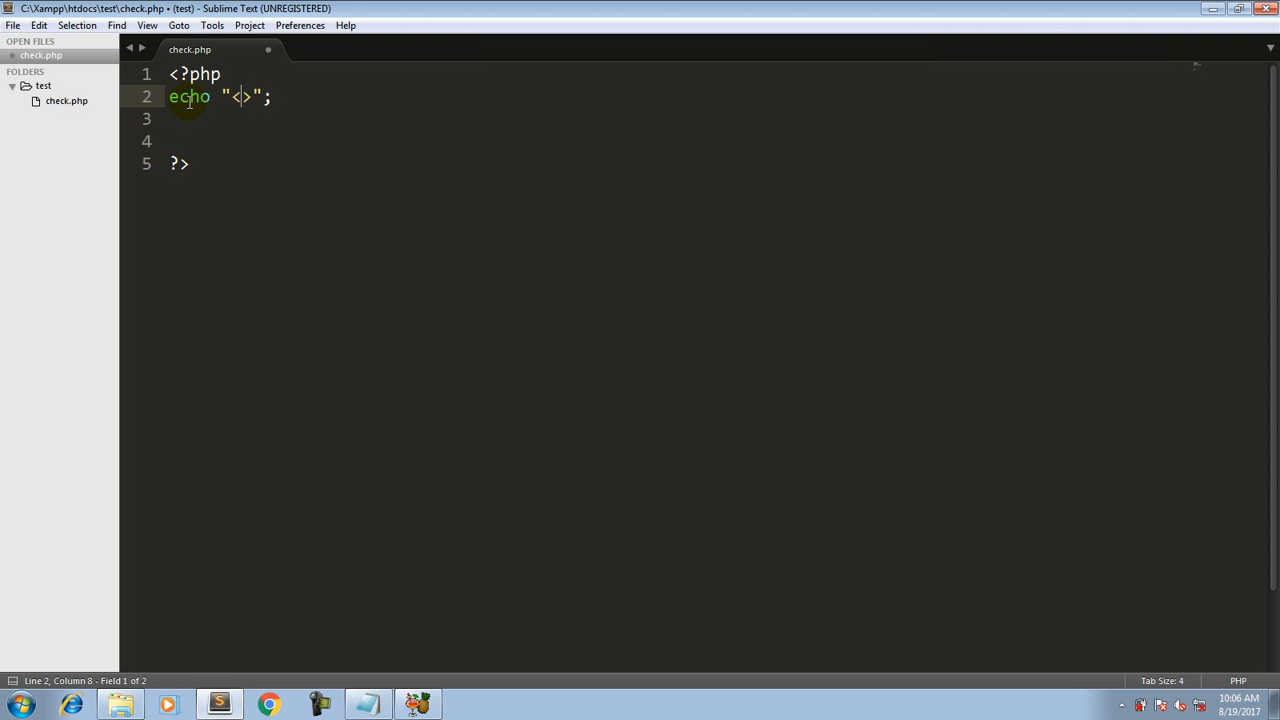 C:\Xampp\htdocs\test\check.php • (test) - Sublime Text (UNREGISTERED)
File Edit Selection Find View Goto Tools Project Preferences Help
OPEN FILES
check.php
FOLDERS
test
check.php
check.php
1 <?php
2 echo "<>";
3
4
5 ?>
Line 2, Column 8 - Field 1 of 2
Tab Size: 4
PHP
10:06 AM
8/19/2017